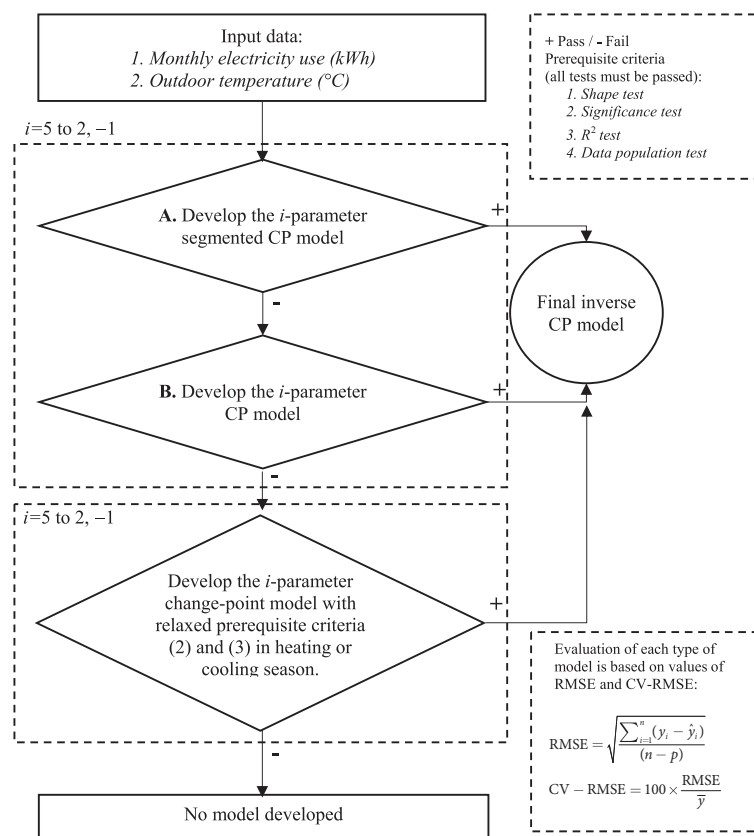 Input data:
1. Monthly electricity use (kWh)
2. Outdoor temperature (°C)
+ Pass / - Fail
Prerequisite criteria
(all tests must be passed):
1. Shape test
2. Significance test
3. R² test
4. Data population test
i=5 to 2, −1
A. Develop the i-parameter
segmented CP model
+
-
Final inverse
CP model
B. Develop the i-parameter
CP model
+
-
i=5 to 2, −1
Develop the i-parameter
change-point model with
relaxed prerequisite criteria
(2) and (3) in heating or
cooling season.
+
-
Evaluation of each type of
model is based on values of
RMSE and CV-RMSE:
RMSE = √(∑ⁿᵢ₌₁(yᵢ − ŷᵢ) / (n − p))
CV − RMSE = 100 × RMSE / ȳ
No model developed